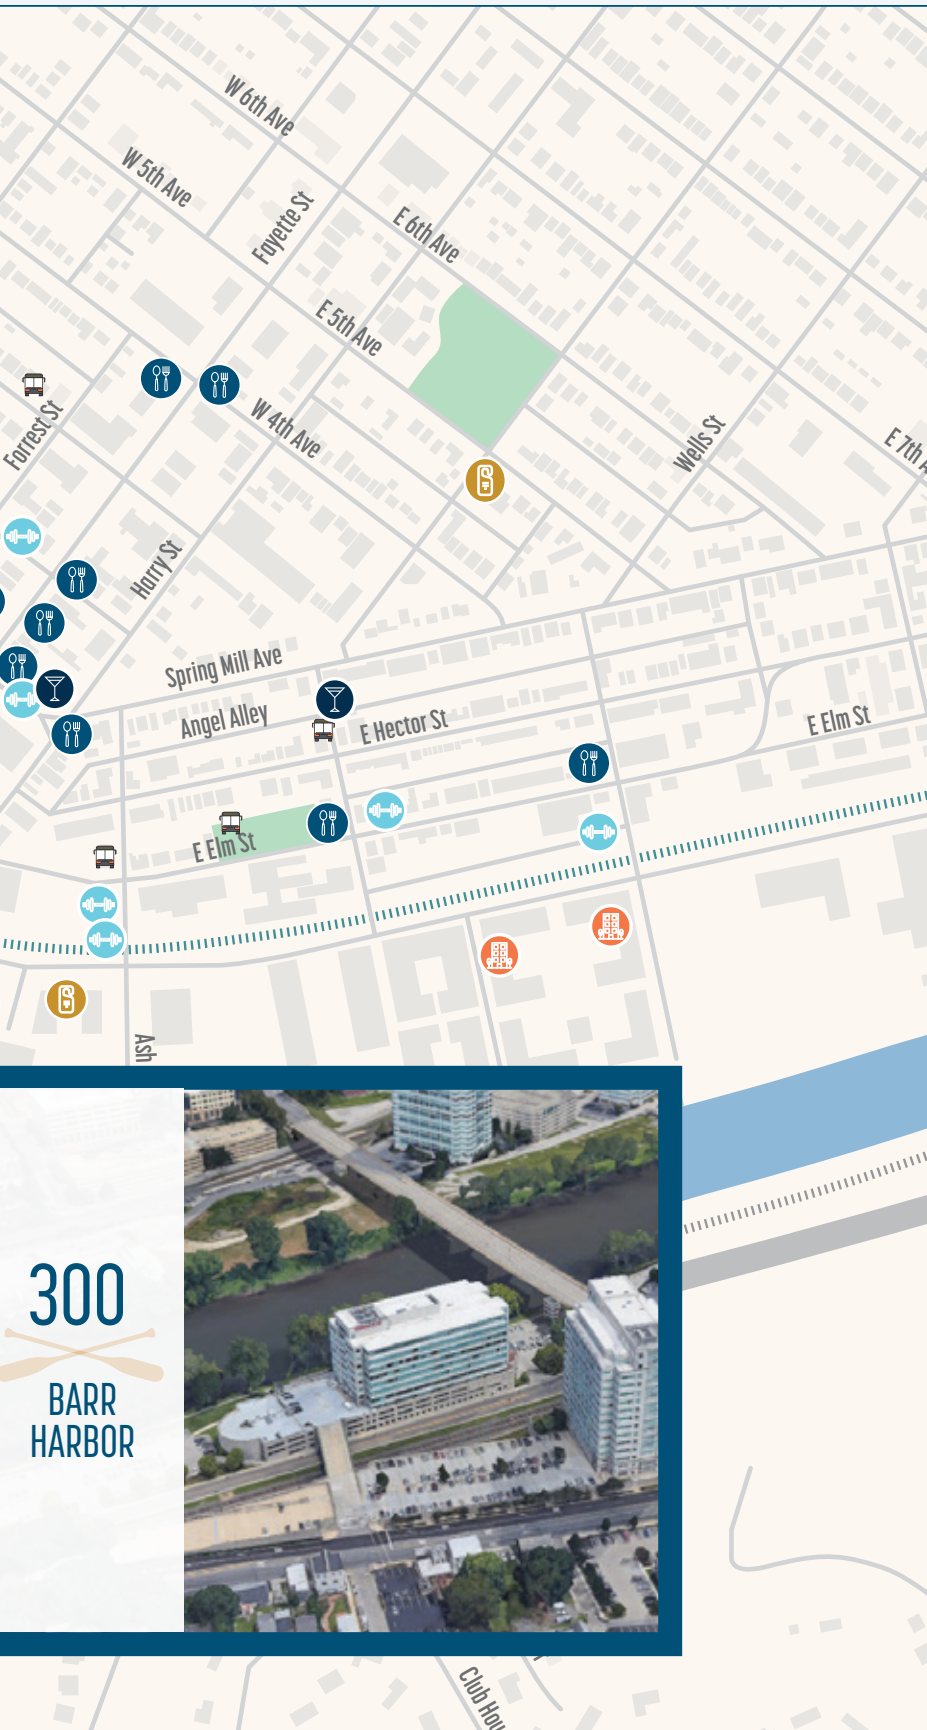 W 6th Ave
W 5th Ave
Fayette St
E 6th Ave
E 5th Ave
Forrest St
W 4th Ave
Wells St
E 7th A
Harry St
Spring Mill Ave
Angel Alley
E Hector St
E Elm St
E Elm St
Ash
300
BARR
HARBOR
Club Hou